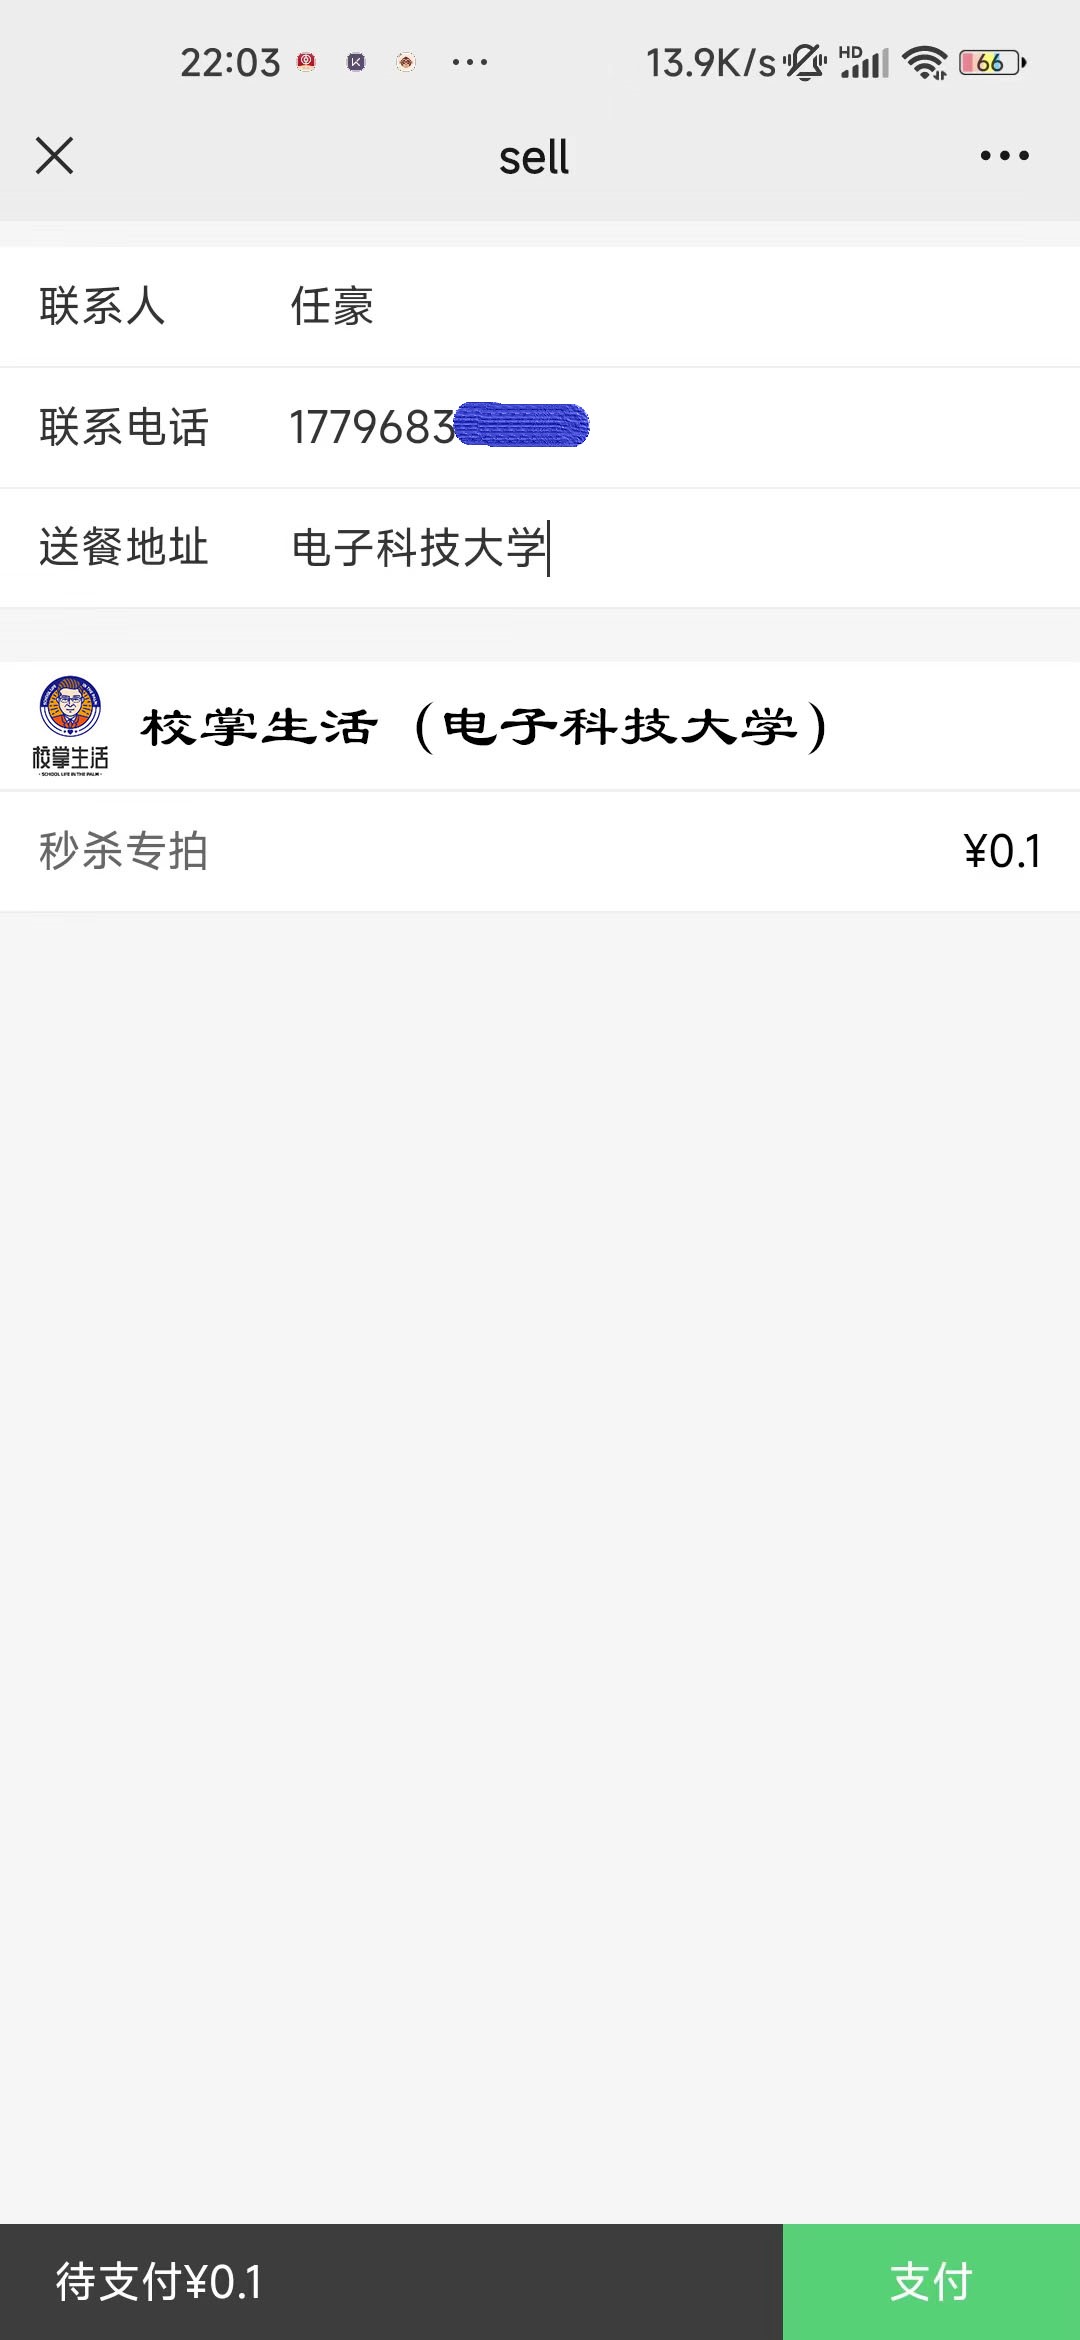 22:03 13.9K/s HD 66
sell
联系人 任豪
联系电话 1779683
送餐地址 电子科技大学
校掌生活（电子科技大学）
校掌生活
·SCHOOL LIFE IN THE PALM·
秒杀专拍 ¥0.1
待支付¥0.1 支付